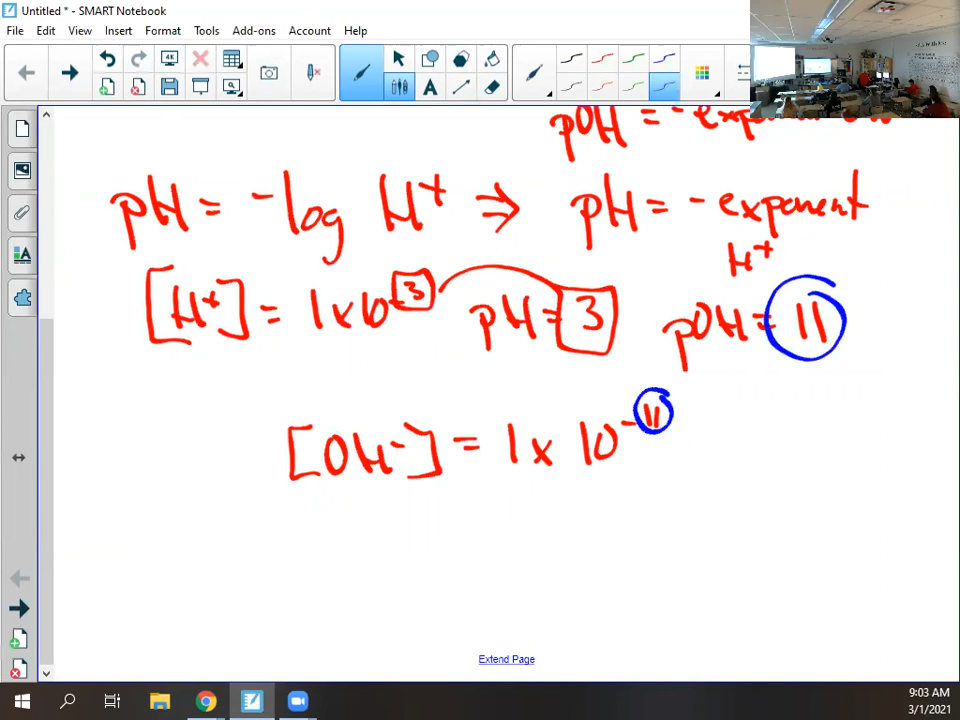 Untitled * - SMART Notebook
File Edit View Insert Format Tools Add-ons Account Help
pOH = -
pH = -log H⁺ ⇒ pH = -exponent
H⁺
[H⁺] = 1x10⁻³ pH = 3 pOH = 11
[OH⁻] = 1 x 10⁻¹¹
Extend Page
9:03 AM
3/1/2021